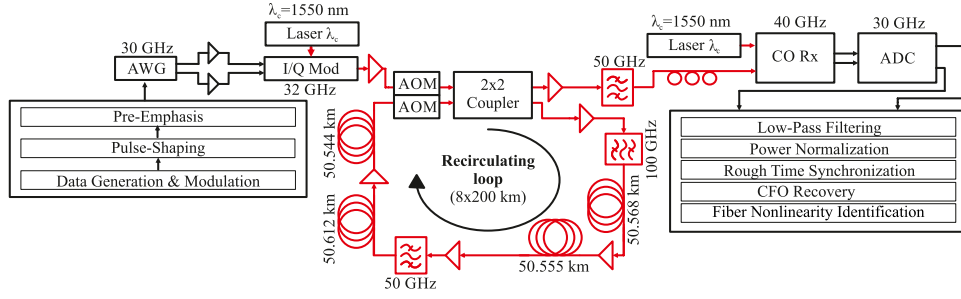 λc=1550 nm
Laser λc
30 GHz
AWG
I/Q Mod
32 GHz
Pre-Emphasis
Pulse-Shaping
Data Generation & Modulation
AOM
AOM
2x2
Coupler
50 GHz
100 GHz
50.544 km
50.612 km
Recirculating
loop
(8x200 km)
50.568 km
50.555 km
50 GHz
λc=1550 nm
Laser λc
40 GHz
CO Rx
30 GHz
ADC
Low-Pass Filtering
Power Normalization
Rough Time Synchronization
CFO Recovery
Fiber Nonlinearity Identification